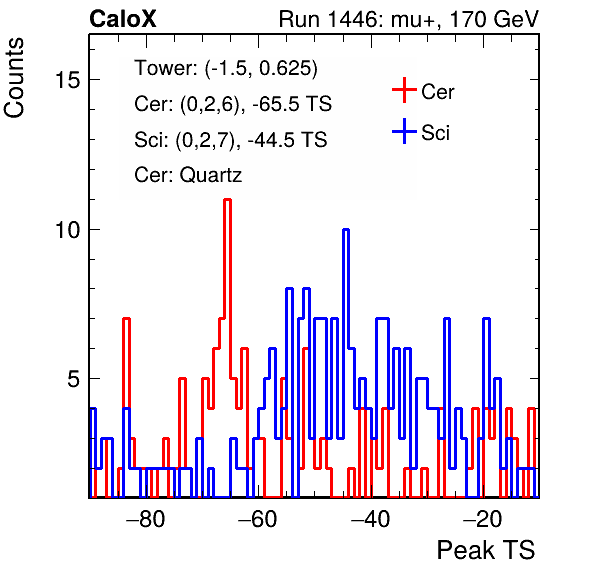 CaloX Run 1446: mu+, 170 GeV
Counts
Tower: (-1.5, 0.625)
Cer: (0,2,6), -65.5 TS
Sci: (0,2,7), -44.5 TS
Cer: Quartz
Cer
Sci
15
10
5
−80 −60 −40 −20
Peak TS